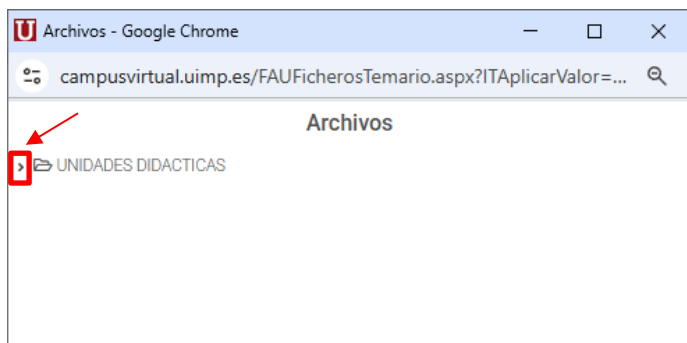 Archivos - Google Chrome
campusvirtual.uimp.es/FAUFicherosTemario.aspx?ITAplicarValor=...
Archivos
UNIDADES DIDACTICAS